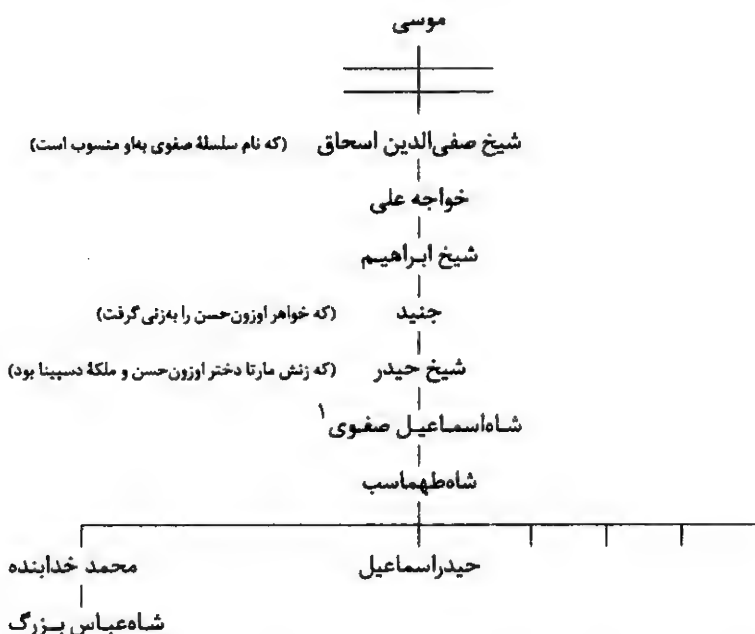 موسی
شیخ صفی‌الدین اسحاق (که نام سلسلهٔ صفوی به‌او منسوب است)
خواجه علی
شیخ ابراهیم
جنید (که خواهر اوزون‌حسن را به‌زنی گرفت)
شیخ حیدر (که زنش مارتا دختر اوزون‌حسن و ملکهٔ دسپینا بود)
شاه‌اسماعیل صفوی۱
شاه‌طهماسب
حیدراسماعیل محمد خدابنده
شاه‌عباس بزرگ